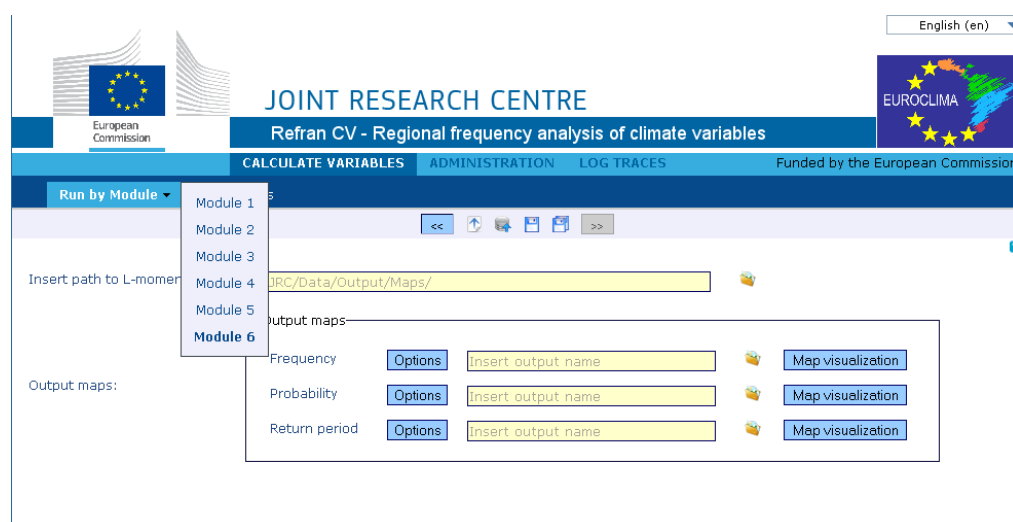 English (en)
European
Commission
JOINT RESEARCH CENTRE
EUROCLIMA
Refran CV - Regional frequency analysis of climate variables
CALCULATE VARIABLES ADMINISTRATION LOG TRACES Funded by the European Commission
Run by Module
Module 1
Module 2
Module 3
Module 4
Module 5
Module 6
<< >>
Insert path to L-momen
JRC/Data/Output/Maps/
Output maps
Frequency Options Insert output name Map visualization
Output maps:
Probability Options Insert output name Map visualization
Return period Options Insert output name Map visualization